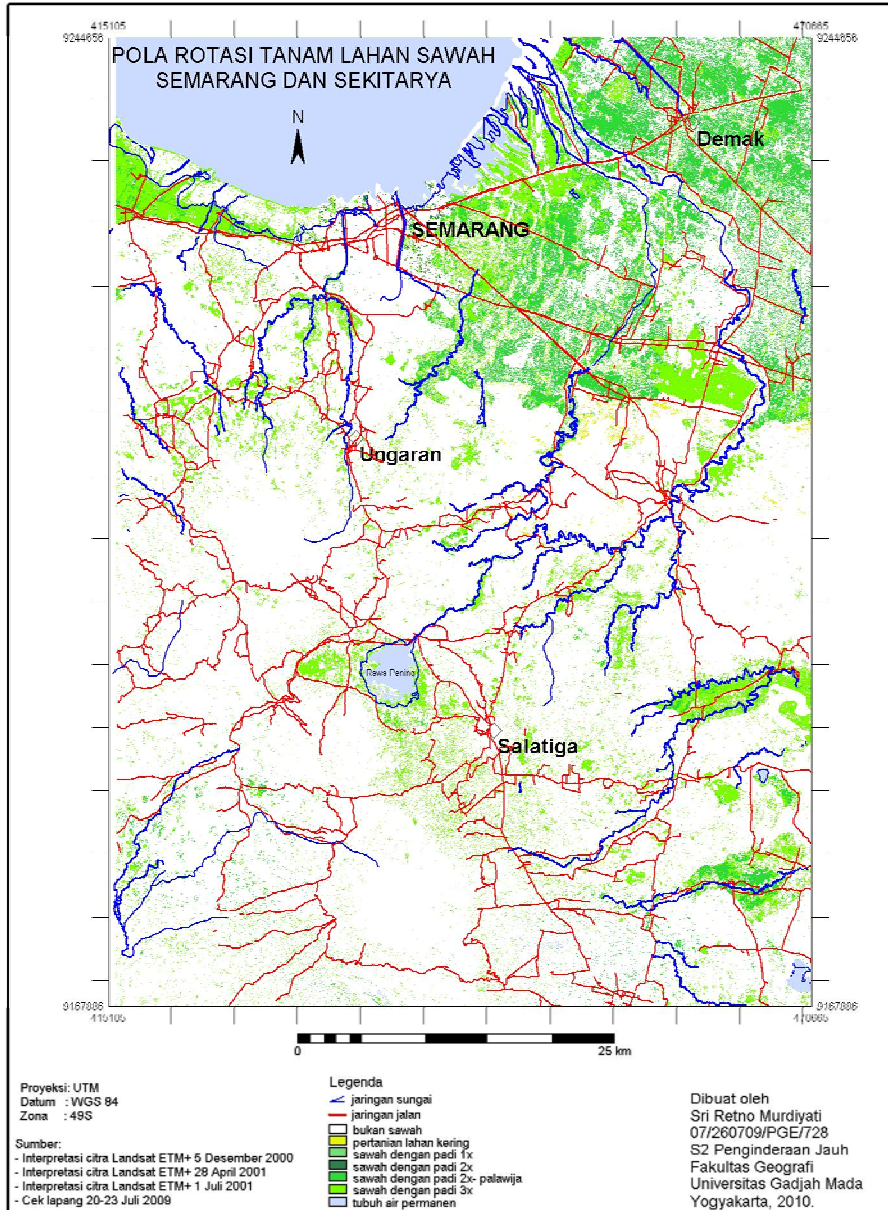 415105
470665
9244656
9244656
POLA ROTASI TANAM LAHAN SAWAH
SEMARANG DAN SEKITARYA
N
Demak
SEMARANG
Ungaran
Rawa Pening
Salatiga
9167886
9167886
415105
470665
0
25 km
Proyeksi: UTM
Datum : WGS 84
Zona : 49S
Sumber:
- Interpretasi citra Landsat ETM+ 5 Desember 2000
- Interpretasi citra Landsat ETM+ 28 April 2001
- Interpretasi citra Landsat ETM+ 1 Juli 2001
- Cek lapang 20-23 Juli 2009
Legenda
jaringan sungai
jaringan jalan
bukan sawah
pertanian lahan kering
sawah dengan padi 1x
sawah dengan padi 2x
sawah dengan padi 2x- palawija
sawah dengan padi 3x
tubuh air permanen
Dibuat oleh
Sri Retno Murdiyati
07/260709/PGE/728
S2 Penginderaan Jauh
Fakultas Geografi
Universitas Gadjah Mada
Yogyakarta, 2010.